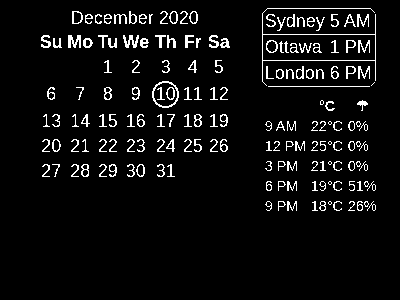 December 2020
Su Mo Tu We Th Fr Sa
1 2 3 4 5
6 7 8 9 10 11 12
13 14 15 16 17 18 19
20 21 22 23 24 25 26
27 28 29 30 31
Sydney 5 AM
Ottawa 1 PM
London 6 PM
°C ☂
9 AM 22°C 0%
12 PM 25°C 0%
3 PM 21°C 0%
6 PM 19°C 51%
9 PM 18°C 26%